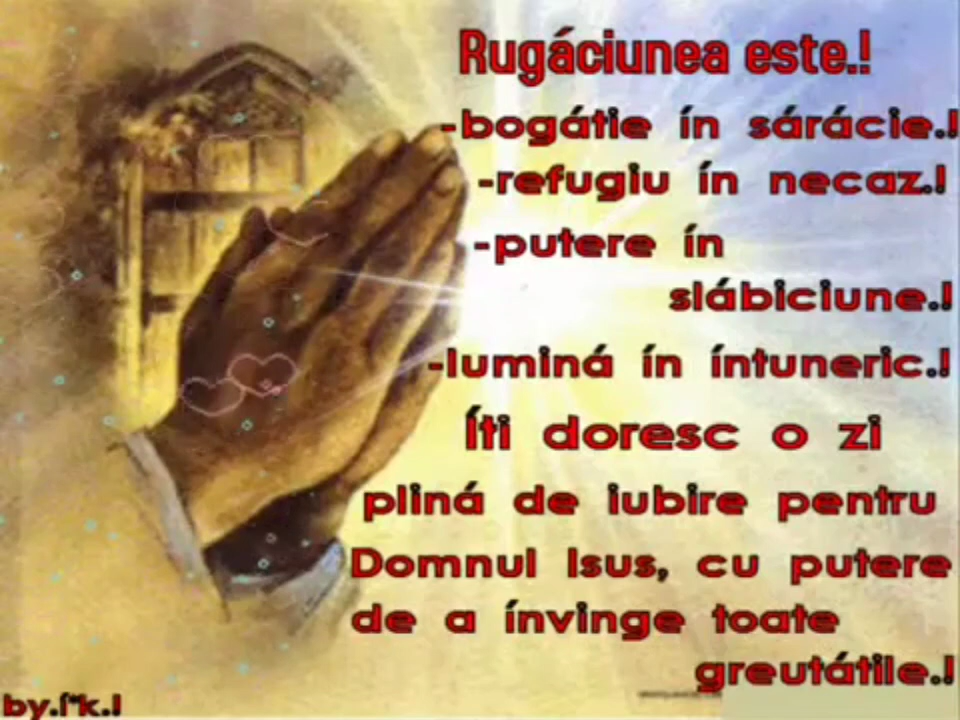 Rugáciunea este.!
-bogátie ín sárácie.!
-refugiu ín necaz.!
-putere ín
slábiciune.!
-luminá ín íntuneric.!
Íti doresc o zi
pliná de iubire pentru
Domnul Isus, cu putere
de a ínvinge toate
greutátile.!
by.í*k.!